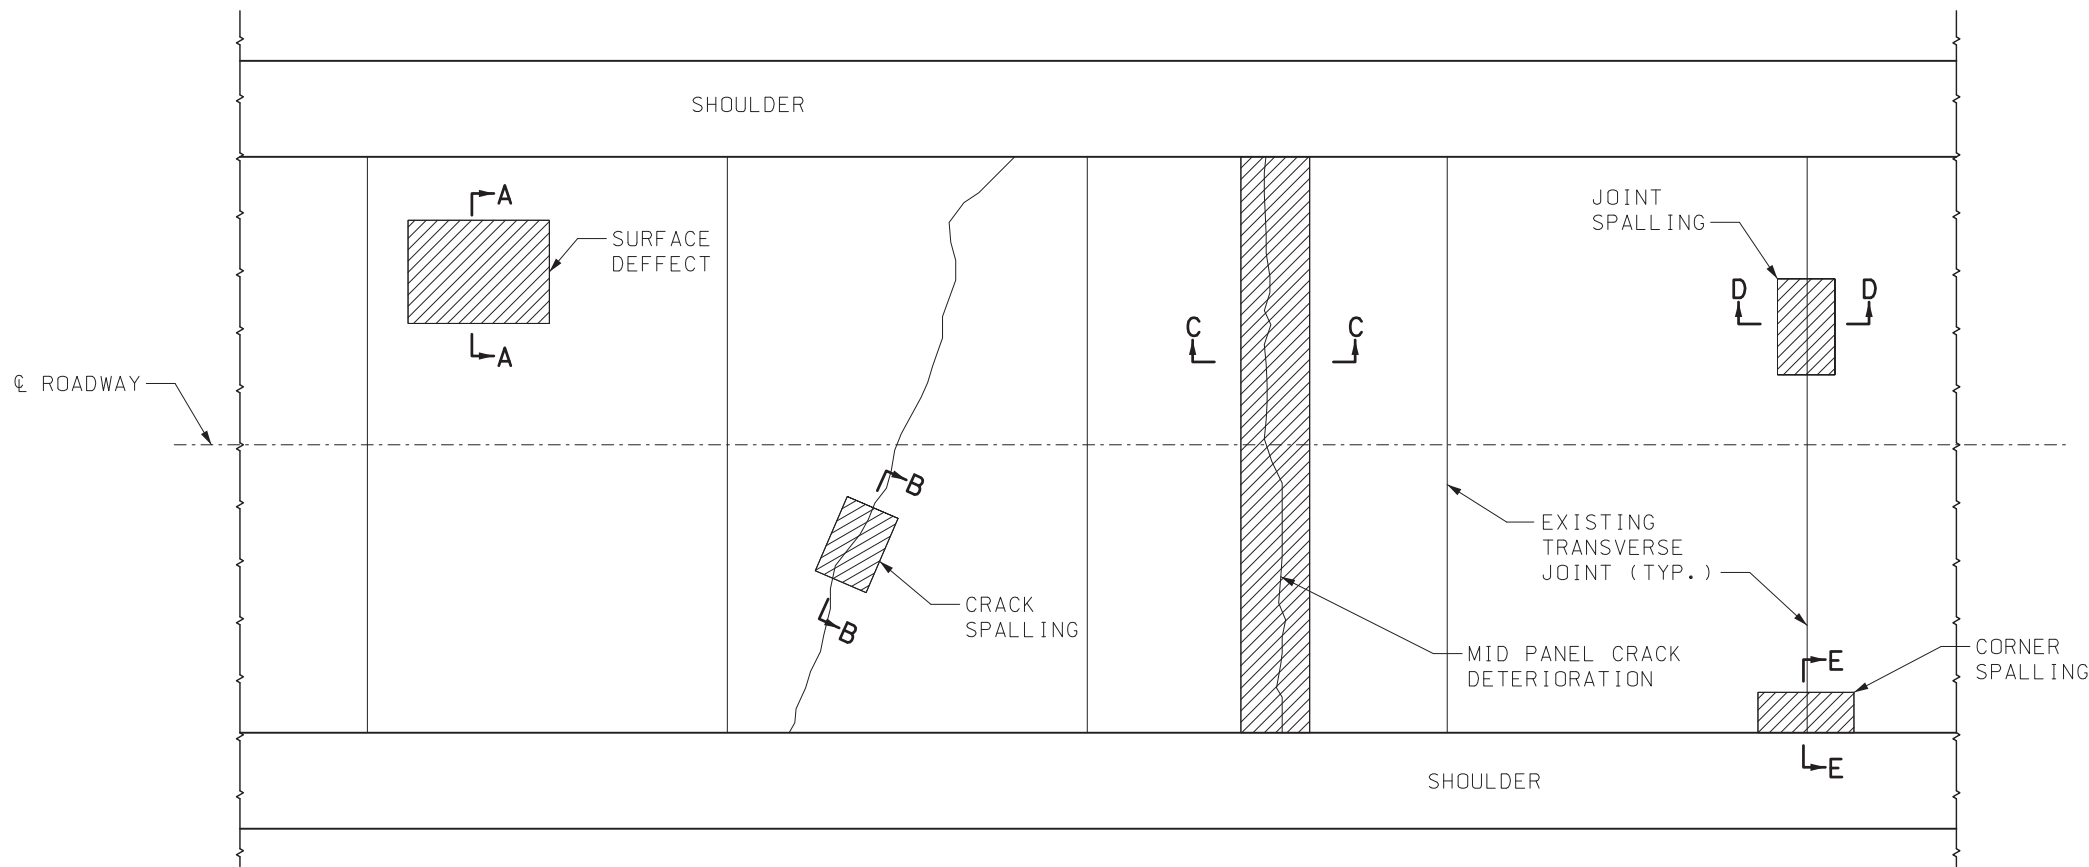 SHOULDER
A
SURFACE
DEFFECT
A
JOINT
SPALLING
D
D
C
C
℄ ROADWAY
B
EXISTING
TRANSVERSE
JOINT (TYP.)
CRACK
SPALLING
B
MID PANEL CRACK
DETERIORATION
E
CORNER
SPALLING
E
SHOULDER